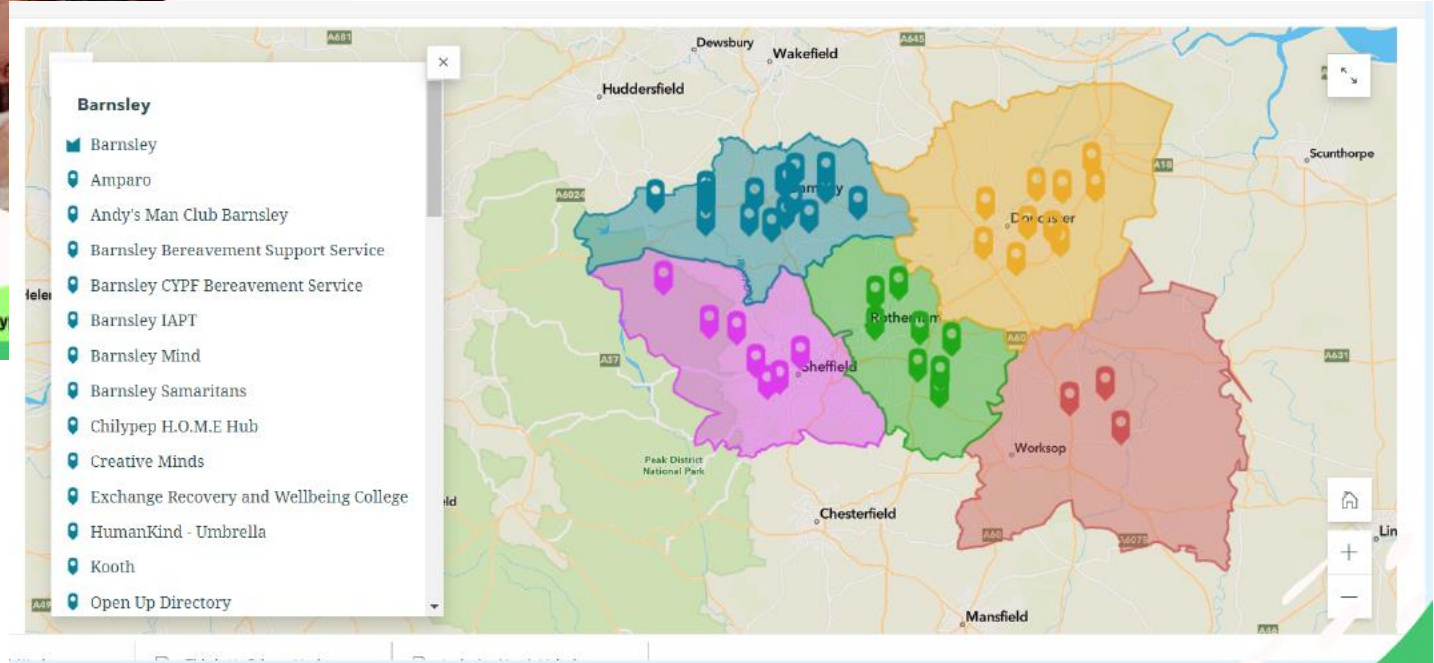 Barnsley
Barnsley
Amparo
Andy's Man Club Barnsley
Barnsley Bereavement Support Service
Barnsley CYPF Bereavement Service
Barnsley IAPT
Barnsley Mind
Barnsley Samaritans
Chilypep H.O.M.E Hub
Creative Minds
Exchange Recovery and Wellbeing College
HumanKind - Umbrella
Kooth
Open Up Directory
A681
Dewsbury
Wakefield
A645
Huddersfield
Scunthorpe
A18
A6024
Doncaster
Rotherham
A60
A57
Sheffield
A631
Worksop
Peak District
National Park
Chesterfield
A60
A6075
Lin
Mansfield
A46